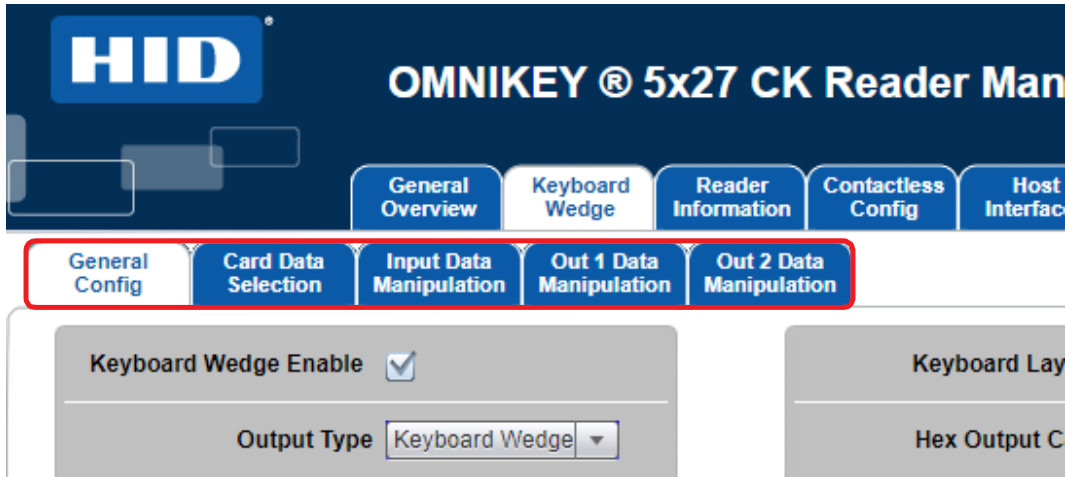 HID
OMNIKEY ® 5x27 CK Reader Man
General Overview
Keyboard Wedge
Reader Information
Contactless Config
Host Interfac
General Config
Card Data Selection
Input Data Manipulation
Out 1 Data Manipulation
Out 2 Data Manipulation
Keyboard Wedge Enable
Keyboard Lay
Output Type Keyboard Wedge
Hex Output C